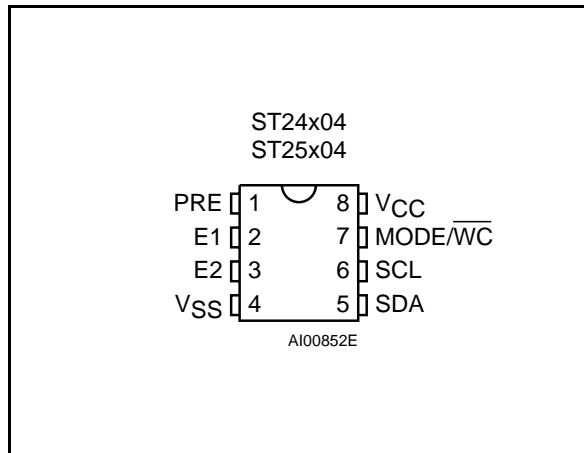 ST24x04
ST25x04
PRE 1 8 VCC
E1 2 7 MODE/W̅C̅
E2 3 6 SCL
VSS 4 5 SDA
AI00852E